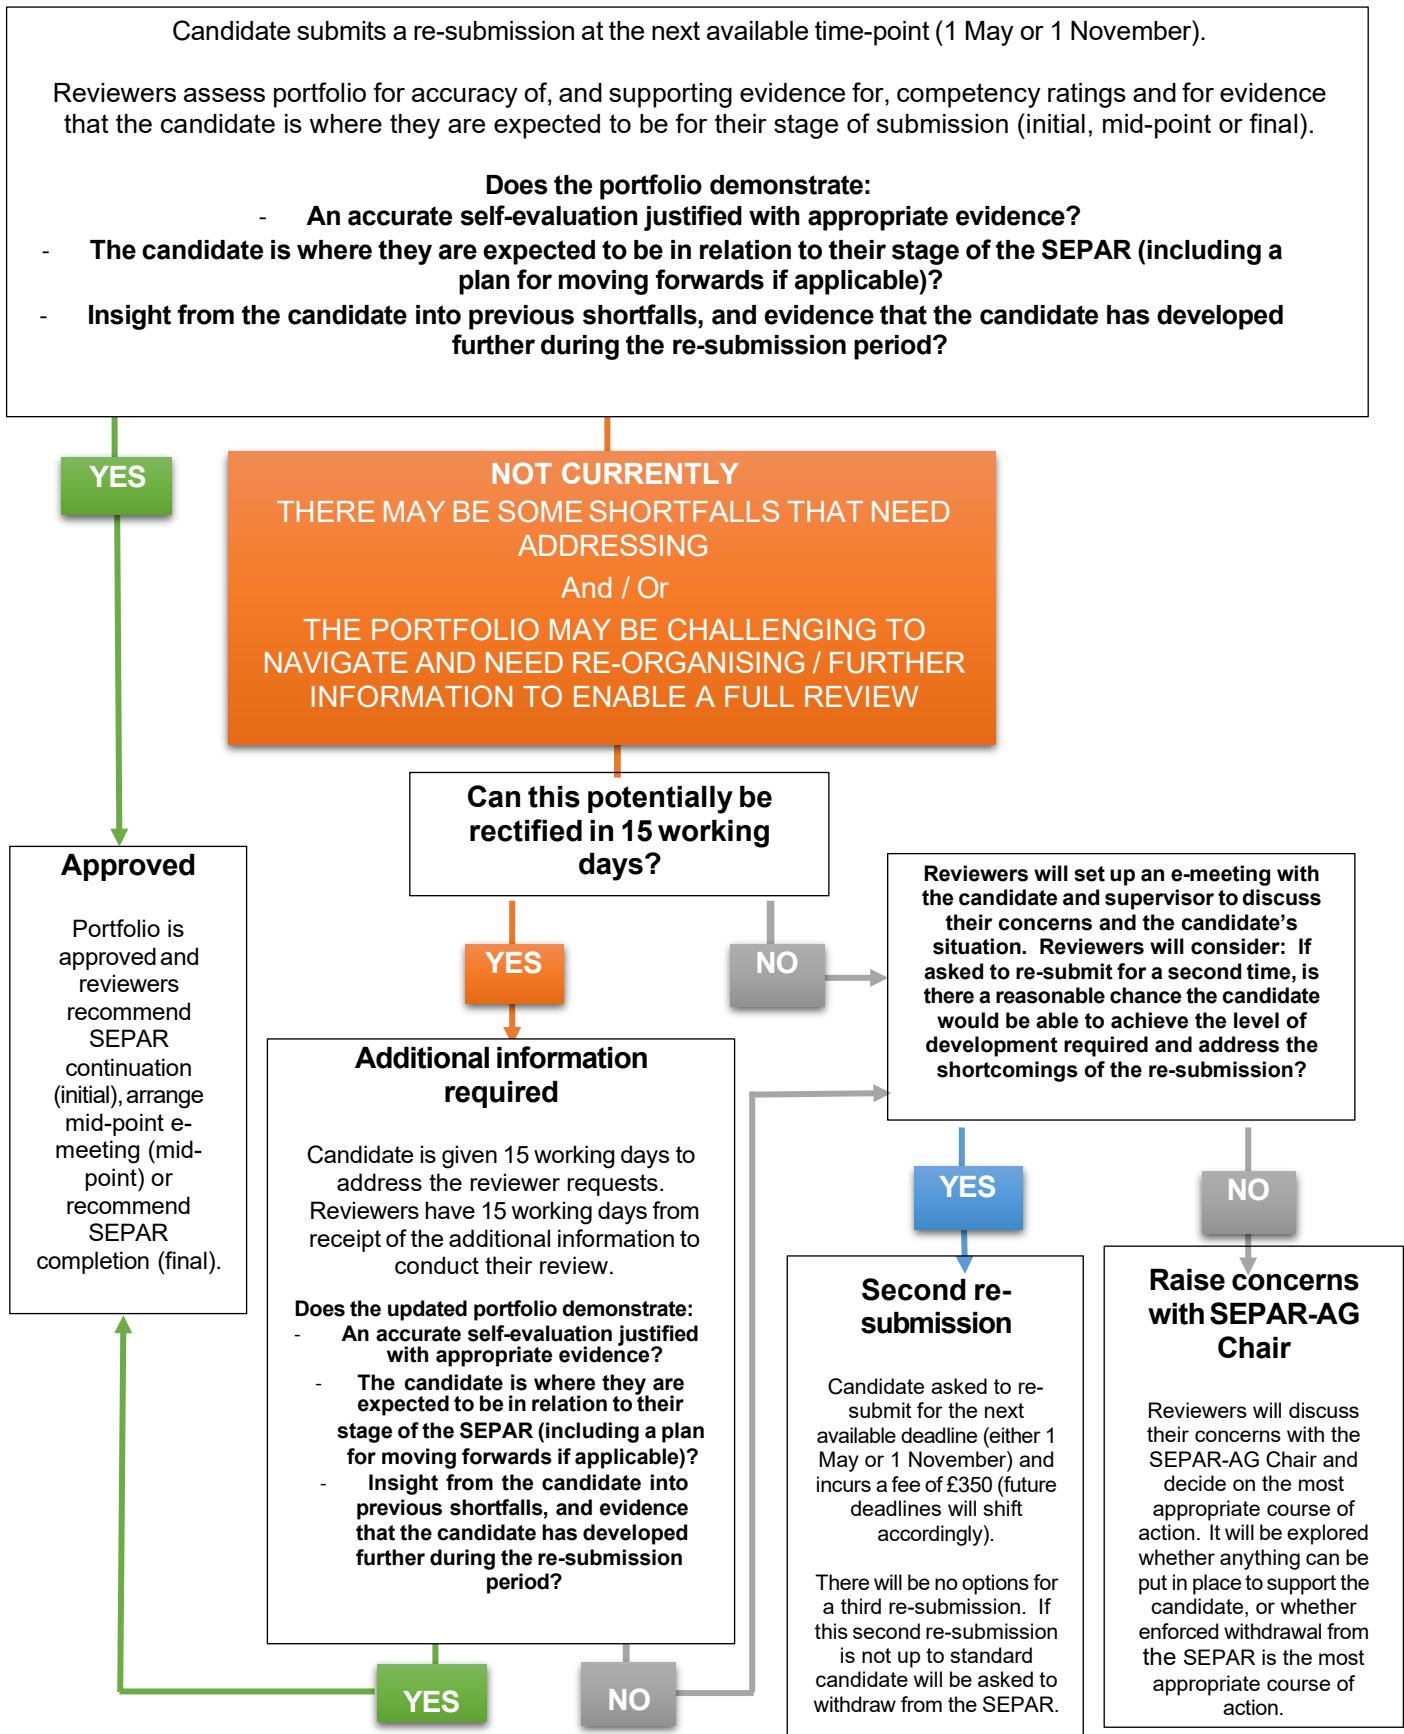 Candidate submits a re-submission at the next available time-point (1 May or 1 November).
Reviewers assess portfolio for accuracy of, and supporting evidence for, competency ratings and for evidence
that the candidate is where they are expected to be for their stage of submission (initial, mid-point or final).
Does the portfolio demonstrate:
- An accurate self-evaluation justified with appropriate evidence?
- The candidate is where they are expected to be in relation to their stage of the SEPAR (including a
plan for moving forwards if applicable)?
- Insight from the candidate into previous shortfalls, and evidence that the candidate has developed
further during the re-submission period?
YES
NOT CURRENTLY
THERE MAY BE SOME SHORTFALLS THAT NEED
ADDRESSING
And / Or
THE PORTFOLIO MAY BE CHALLENGING TO
NAVIGATE AND NEED RE-ORGANISING / FURTHER
INFORMATION TO ENABLE A FULL REVIEW
Can this potentially be
rectified in 15 working
days?
Approved
Portfolio is
approved and
reviewers
recommend
SEPAR
continuation
(initial), arrange
mid-point e-
meeting (mid-
point) or
recommend
SEPAR
completion (final).
YES
NO
Reviewers will set up an e-meeting with
the candidate and supervisor to discuss
their concerns and the candidate's
situation. Reviewers will consider: If
asked to re-submit for a second time, is
there a reasonable chance the candidate
would be able to achieve the level of
development required and address the
shortcomings of the re-submission?
Additional information
required
Candidate is given 15 working days to
address the reviewer requests.
Reviewers have 15 working days from
receipt of the additional information to
conduct their review.
Does the updated portfolio demonstrate:
- An accurate self-evaluation justified
with appropriate evidence?
- The candidate is where they are
expected to be in relation to their
stage of the SEPAR (including a plan
for moving forwards if applicable)?
- Insight from the candidate into
previous shortfalls, and evidence
that the candidate has developed
further during the re-submission
period?
YES
NO
YES
NO
Second re-
submission
Candidate asked to re-
submit for the next
available deadline (either 1
May or 1 November) and
incurs a fee of £350 (future
deadlines will shift
accordingly).
There will be no options for
a third re-submission. If
this second re-submission
is not up to standard
candidate will be asked to
withdraw from the SEPAR.
Raise concerns
with SEPAR-AG
Chair
Reviewers will discuss
their concerns with the
SEPAR-AG Chair and
decide on the most
appropriate course of
action. It will be explored
whether anything can be
put in place to support the
candidate, or whether
enforced withdrawal from
the SEPAR is the most
appropriate course of
action.